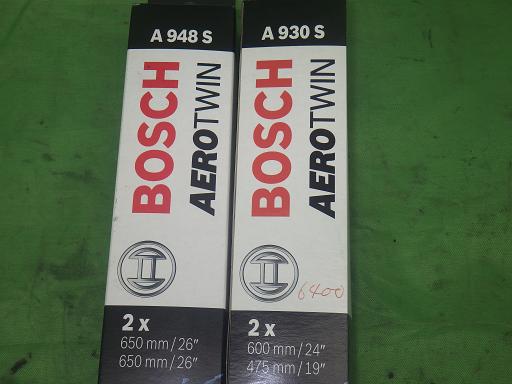 A 948 S
BOSCH
AEROTWIN
2 x
650 mm/26"
650 mm/26"
A 930 S
BOSCH
AEROTWIN
6400
2 x
600 mm/24"
475 mm/19"